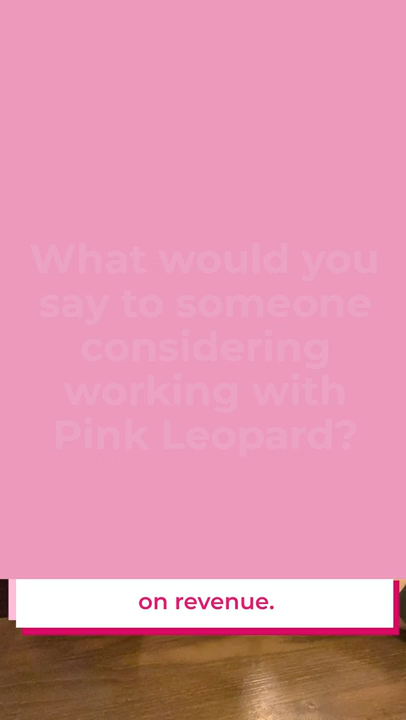 What would you
say to someone
considering
working with
Pink Leopard?
on revenue.